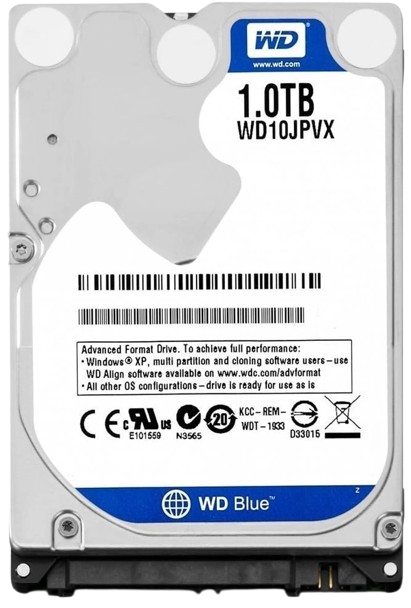 WD
www.wd.com
1.0TB
WD10JPVX
Advanced Format Drive. To achieve full performance:
• Windows® XP, multi partition and cloning software users - use
WD Align software available on www.wdc.com/advformat
• All other OS configurations - drive is ready for use as is.
CE c RU US
E101559
N3565
20
KCC-REM-
WDT-1933
D33015
z
WD Blue™